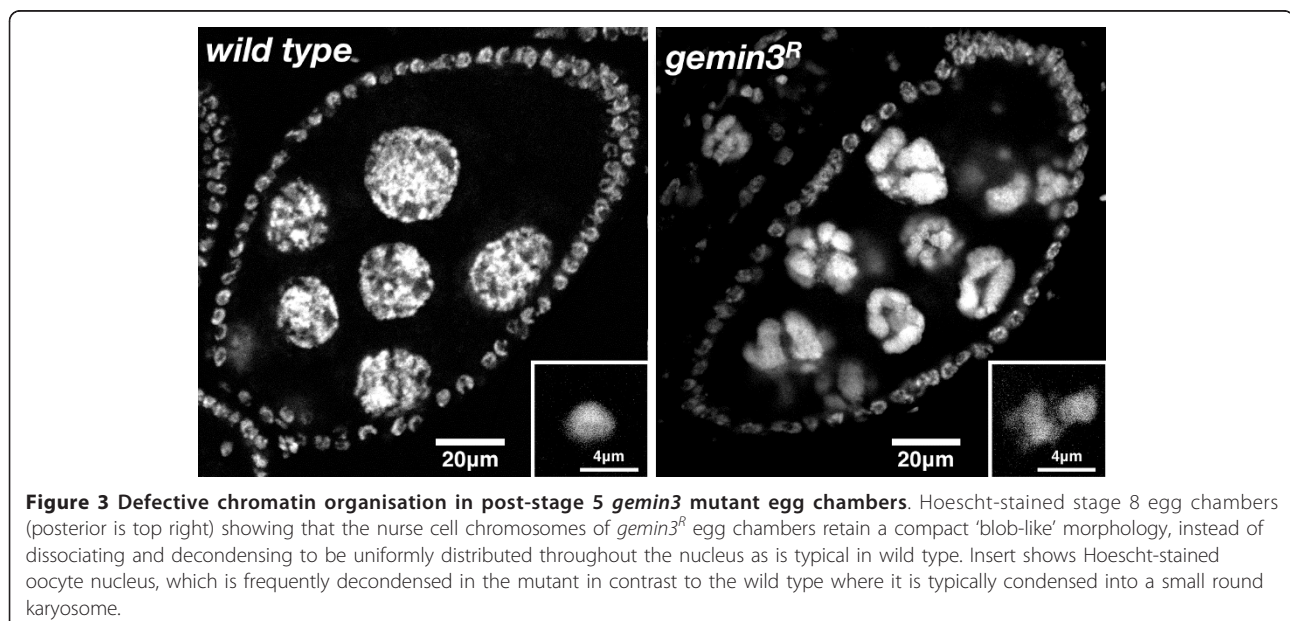 wild type
gemin3ᴿ
20µm
4µm
20µm
4µm
Figure 3 Defective chromatin organisation in post-stage 5 gemin3 mutant egg chambers. Hoescht-stained stage 8 egg chambers
(posterior is top right) showing that the nurse cell chromosomes of gemin3ᴿ egg chambers retain a compact ‘blob-like’ morphology, instead of
dissociating and decondensing to be uniformly distributed throughout the nucleus as is typical in wild type. Insert shows Hoescht-stained
oocyte nucleus, which is frequently decondensed in the mutant in contrast to the wild type where it is typically condensed into a small round
karyosome.